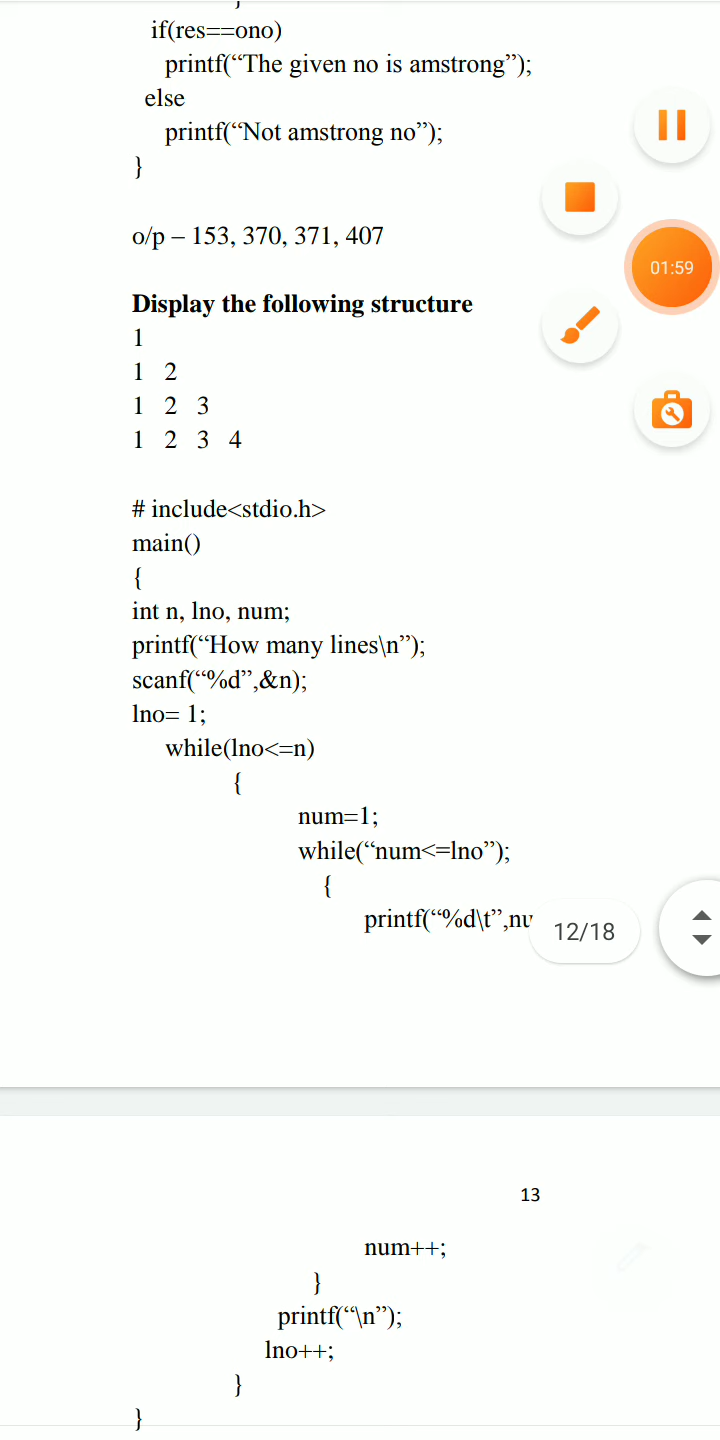 }
if(res==ono)
printf(“The given no is amstrong”);
else
printf(“Not amstrong no”);
}
01:59
o/p – 153, 370, 371, 407
Display the following structure
1
1 2
1 2 3
1 2 3 4
# include<stdio.h>
main()
{
int n, lno, num;
printf(“How many lines\n”);
scanf(“%d”,&n);
lno= 1;
while(lno<=n)
{
num=1;
while(“num<=lno”);
{
printf(“%d\t”,nu
12/18
13
num++;
}
printf(“\n”);
lno++;
}
}